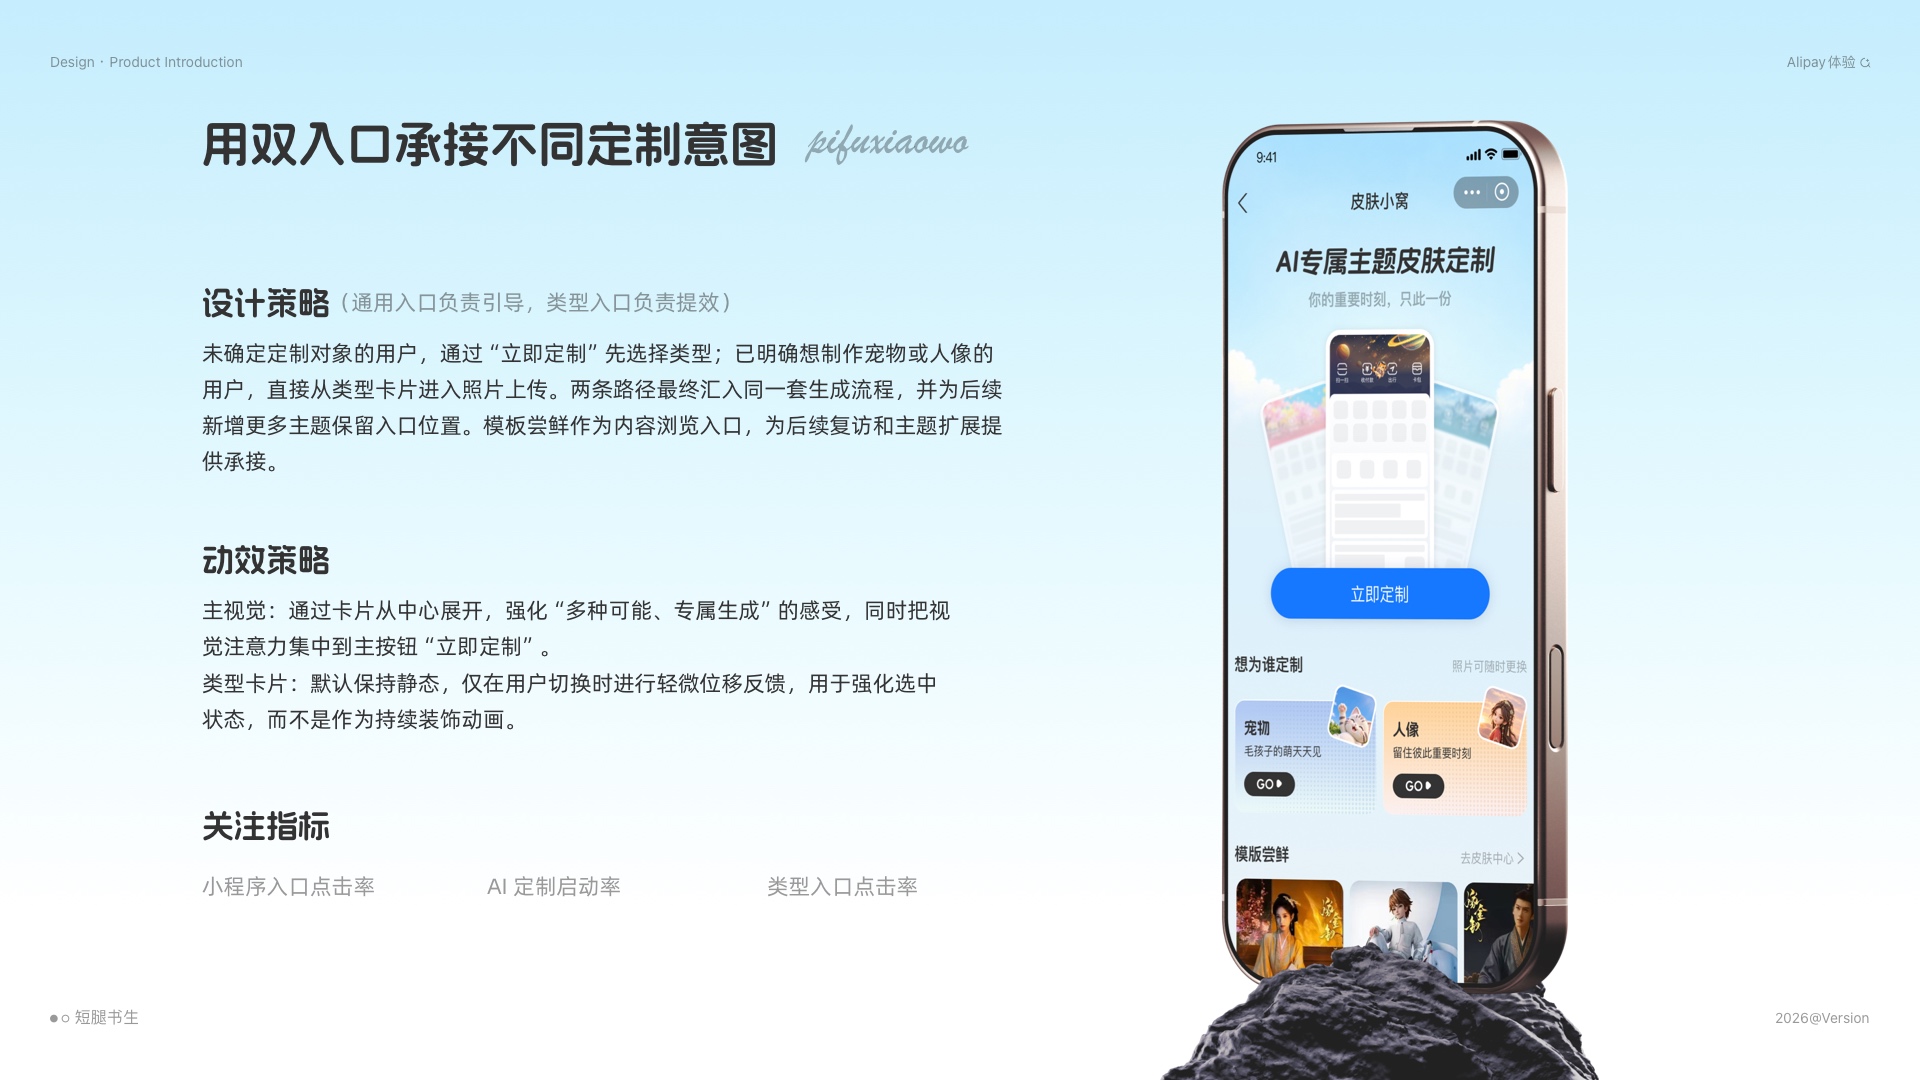 Design · Product Introduction
Alipay 体验
用双入口承接不同定制意图 pifuxiaowo
设计策略（通用入口负责引导，类型入口负责提效）
未确定定制对象的用户，通过“立即定制”先选择类型；已明确想制作宠物或人像的
用户，直接从类型卡片进入照片上传。两条路径最终汇入同一套生成流程，并为后续
新增更多主题保留入口位置。模板尝鲜作为内容浏览入口，为后续复访和主题扩展提
供承接。
动效策略
主视觉：通过卡片从中心展开，强化“多种可能、专属生成”的感受，同时把视
觉注意力集中到主按钮“立即定制”。
类型卡片：默认保持静态，仅在用户切换时进行轻微位移反馈，用于强化选中
状态，而不是作为持续装饰动画。
关注指标
小程序入口点击率
AI 定制启动率
类型入口点击率
9:41
皮肤小窝
AI专属主题皮肤定制
你的重要时刻，只此一份
扫一扫 收付款 出行 卡包
立即定制
想为谁定制
照片可随时更换
宠物
毛孩子的萌天天见
GO
人像
留住彼此重要时刻
GO
模版尝鲜
去皮肤中心
短腿书生
2026@Version